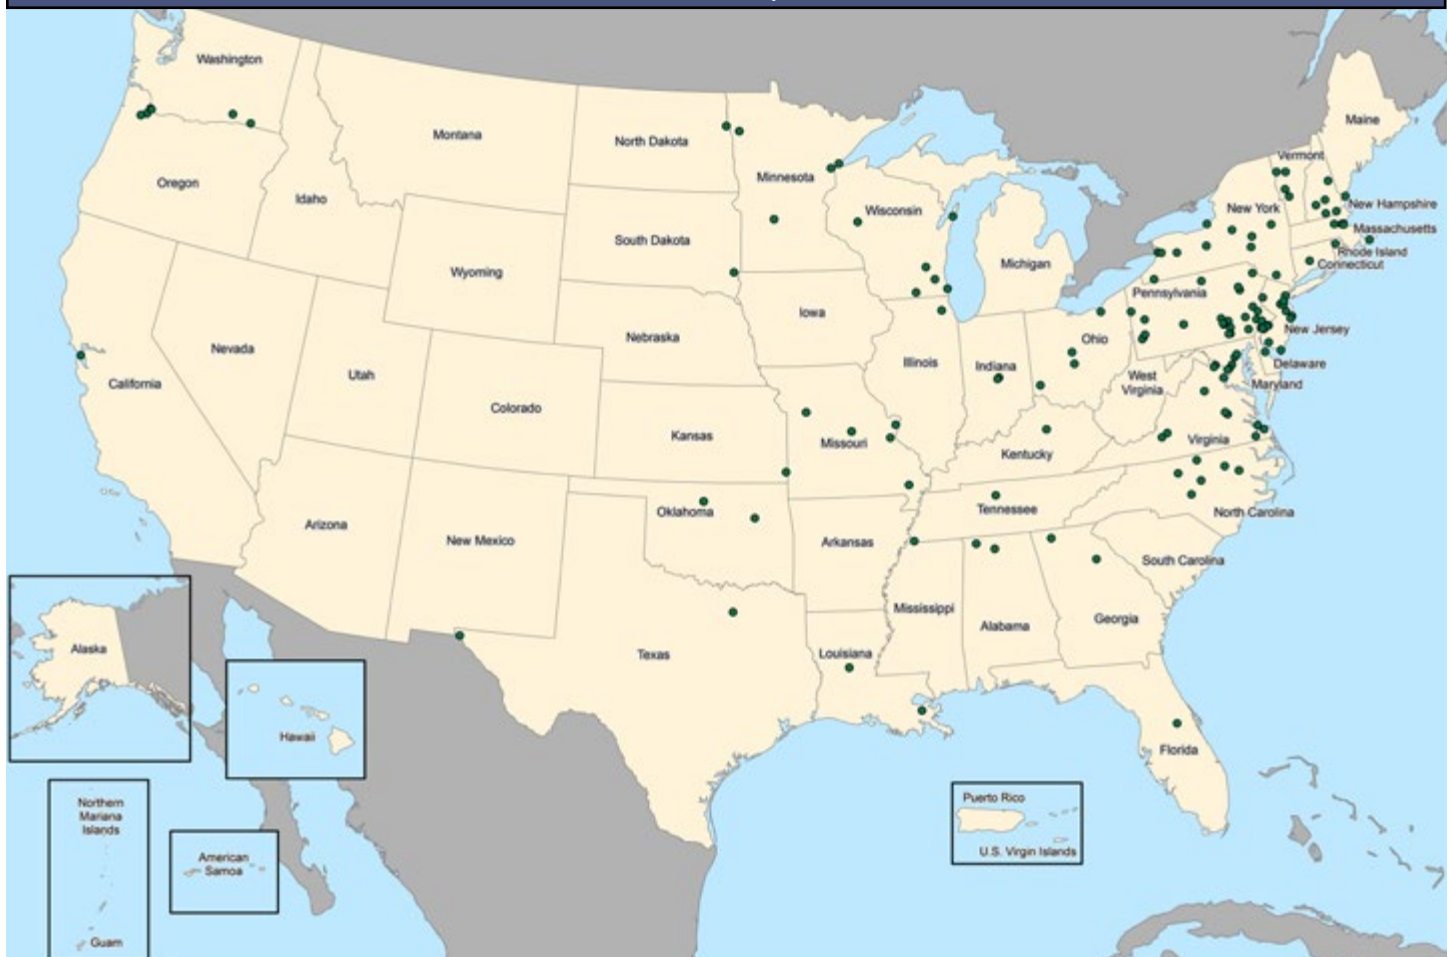 Washington
Montana
North Dakota
Minnesota
Maine
Vermont
Oregon
Idaho
Wisconsin
New York
New Hampshire
Massachusetts
Rhode Island
Connecticut
South Dakota
Wyoming
Michigan
Pennsylvania
Iowa
New Jersey
Nebraska
Ohio
Nevada
Illinois
Indiana
Utah
West
Virginia
Delaware
Maryland
California
Colorado
Kansas
Missouri
Virginia
Kentucky
Oklahoma
Tennessee
North Carolina
Arizona
New Mexico
Arkansas
South Carolina
Mississippi
Alabama
Georgia
Alaska
Texas
Louisiana
Hawaii
Florida
Northern
Mariana
Islands
Puerto Rico
American
Samoa
U.S. Virgin Islands
Guam